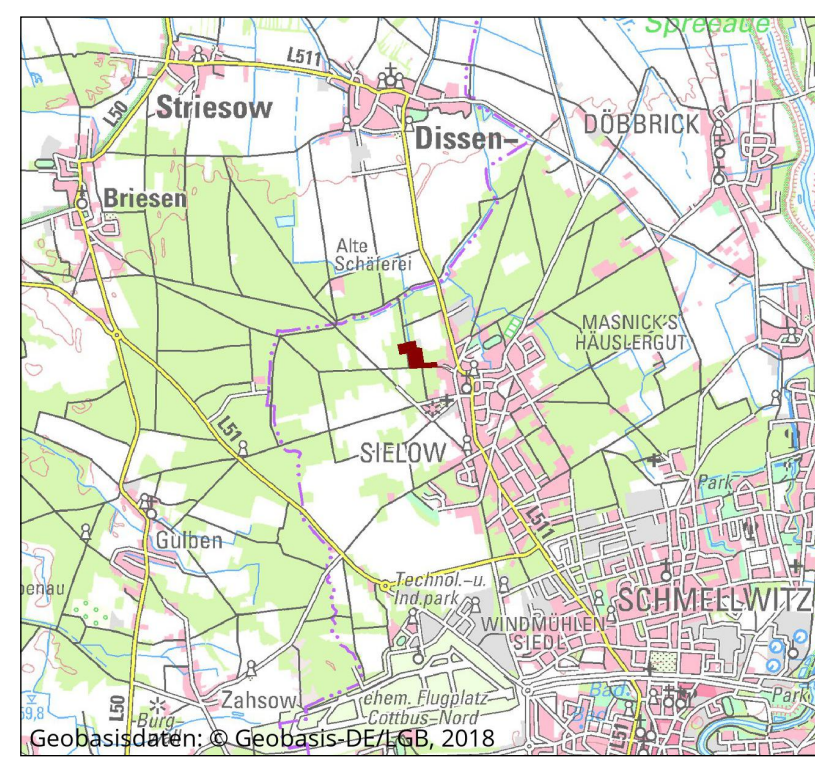 Spreeaue
L511
L50
Striesow
Dissen–
DÖBBRICK
Briesen
Alte
Schäferei
MASNICK'S
HÄUSLERGUT
L51
SIELOW
Park
L511
Gulben
Technol.–u.
Ind.park
SCHMELLWITZ
WINDMÜHLEN-
SIEDL.
Zahsow
ehem. Flugplatz
Cottbus–Nord
Park
59,8
L50
Burg-
L511
Bad
Geobasisdaten: © Geobasis-DE/LGB, 2018